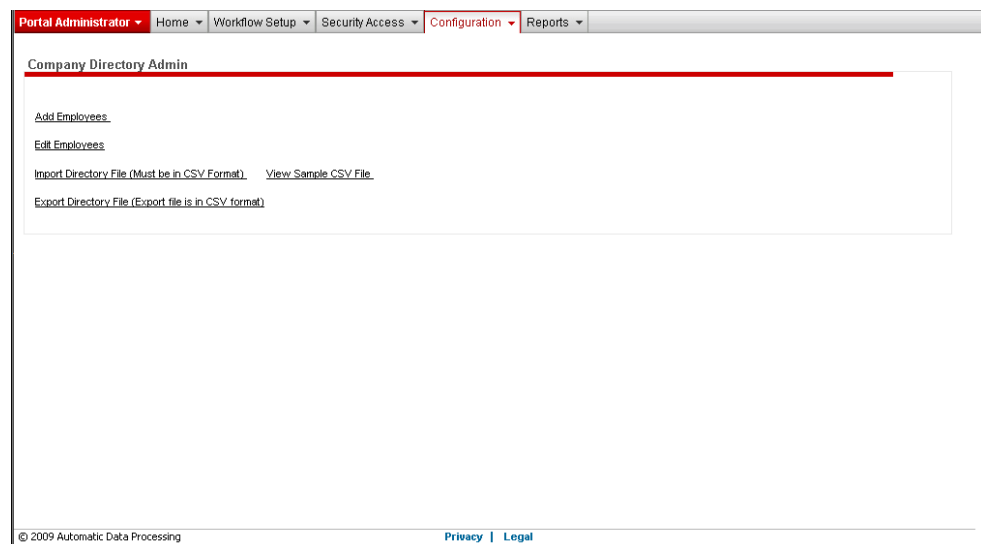 Portal Administrator Home Workflow Setup Security Access Configuration Reports
Company Directory Admin
Add Employees
Edit Employees
Import Directory File (Must be in CSV Format) View Sample CSV File
Export Directory File (Export file is in CSV format)
© 2009 Automatic Data Processing Privacy | Legal